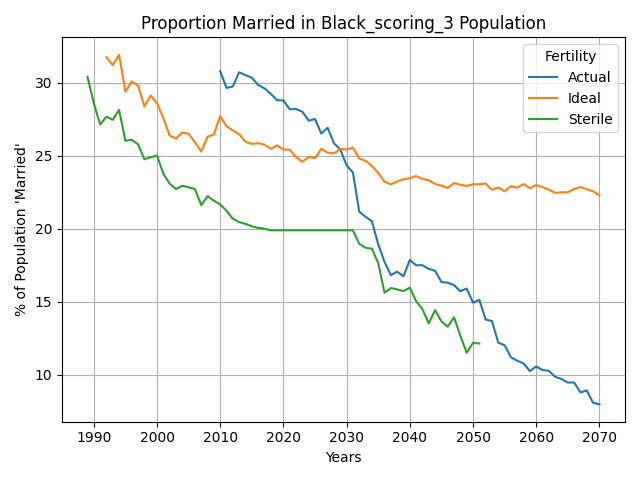 Proportion Married in Black_scoring_3 Population
Fertility
Actual
Ideal
Sterile
% of Population 'Married'
30
25
20
15
10
1990
2000
2010
2020
2030
2040
2050
2060
2070
Years